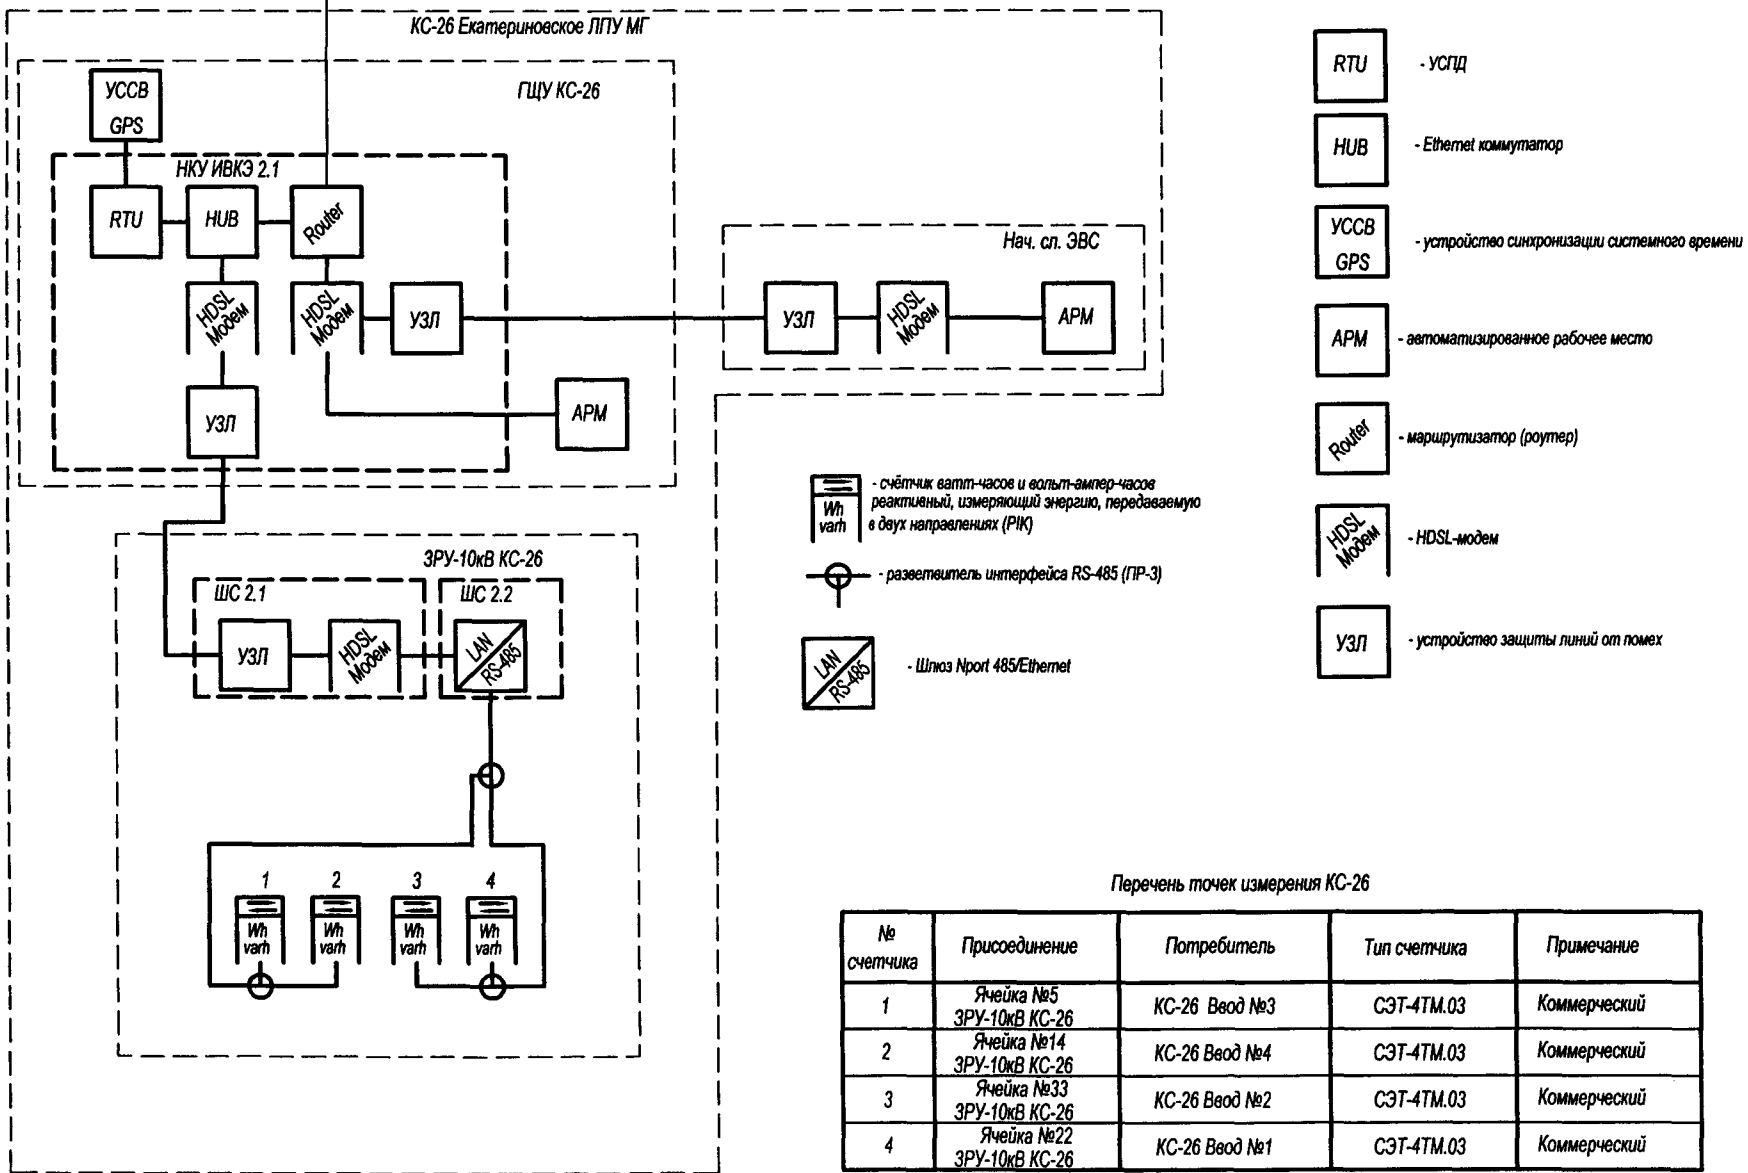 КС-26 Екатериновское ЛПУ МГ
ГЩУ КС-26
УССВ
GPS
НКУ ИВКЭ 2.1
RTU
HUB
Router
HDSL
Модем
HDSL
Модем
УЗЛ
УЗЛ
АРМ
Нач. сл. ЭВС
УЗЛ
HDSL
Модем
АРМ
ЗРУ-10кВ КС-26
ШС 2.1
УЗЛ
HDSL
Модем
ШС 2.2
LAN
RS-485
1
2
3
4
Wh
varh
Wh
varh
Wh
varh
Wh
varh
Wh
varh
- счётчик ватт-часов и вольт-ампер-часов
реактивный, измеряющий энергию, передаваемую
в двух направлениях (РІК)
- разветвитель интерфейса RS-485 (ПР-3)
LAN
RS-485
- Шлюз Nport 485/Ethernet
RTU
- УСПД
HUB
- Ethernet коммутатор
УССВ
GPS
- устройство синхронизации системного времени
АРМ
- автоматизированное рабочее место
Router
- маршрутизатор (роутер)
HDSL
Модем
- HDSL-модем
УЗЛ
- устройство защиты линий от помех
Перечень точек измерения КС-26
№
счетчика
Присоединение
Потребитель
Тип счетчика
Примечание
1
Ячейка №5
ЗРУ-10кВ КС-26
КС-26 Ввод №3
СЭТ-4ТМ.03
Коммерческий
2
Ячейка №14
ЗРУ-10кВ КС-26
КС-26 Ввод №4
СЭТ-4ТМ.03
Коммерческий
3
Ячейка №33
ЗРУ-10кВ КС-26
КС-26 Ввод №2
СЭТ-4ТМ.03
Коммерческий
4
Ячейка №22
ЗРУ-10кВ КС-26
КС-26 Ввод №1
СЭТ-4ТМ.03
Коммерческий